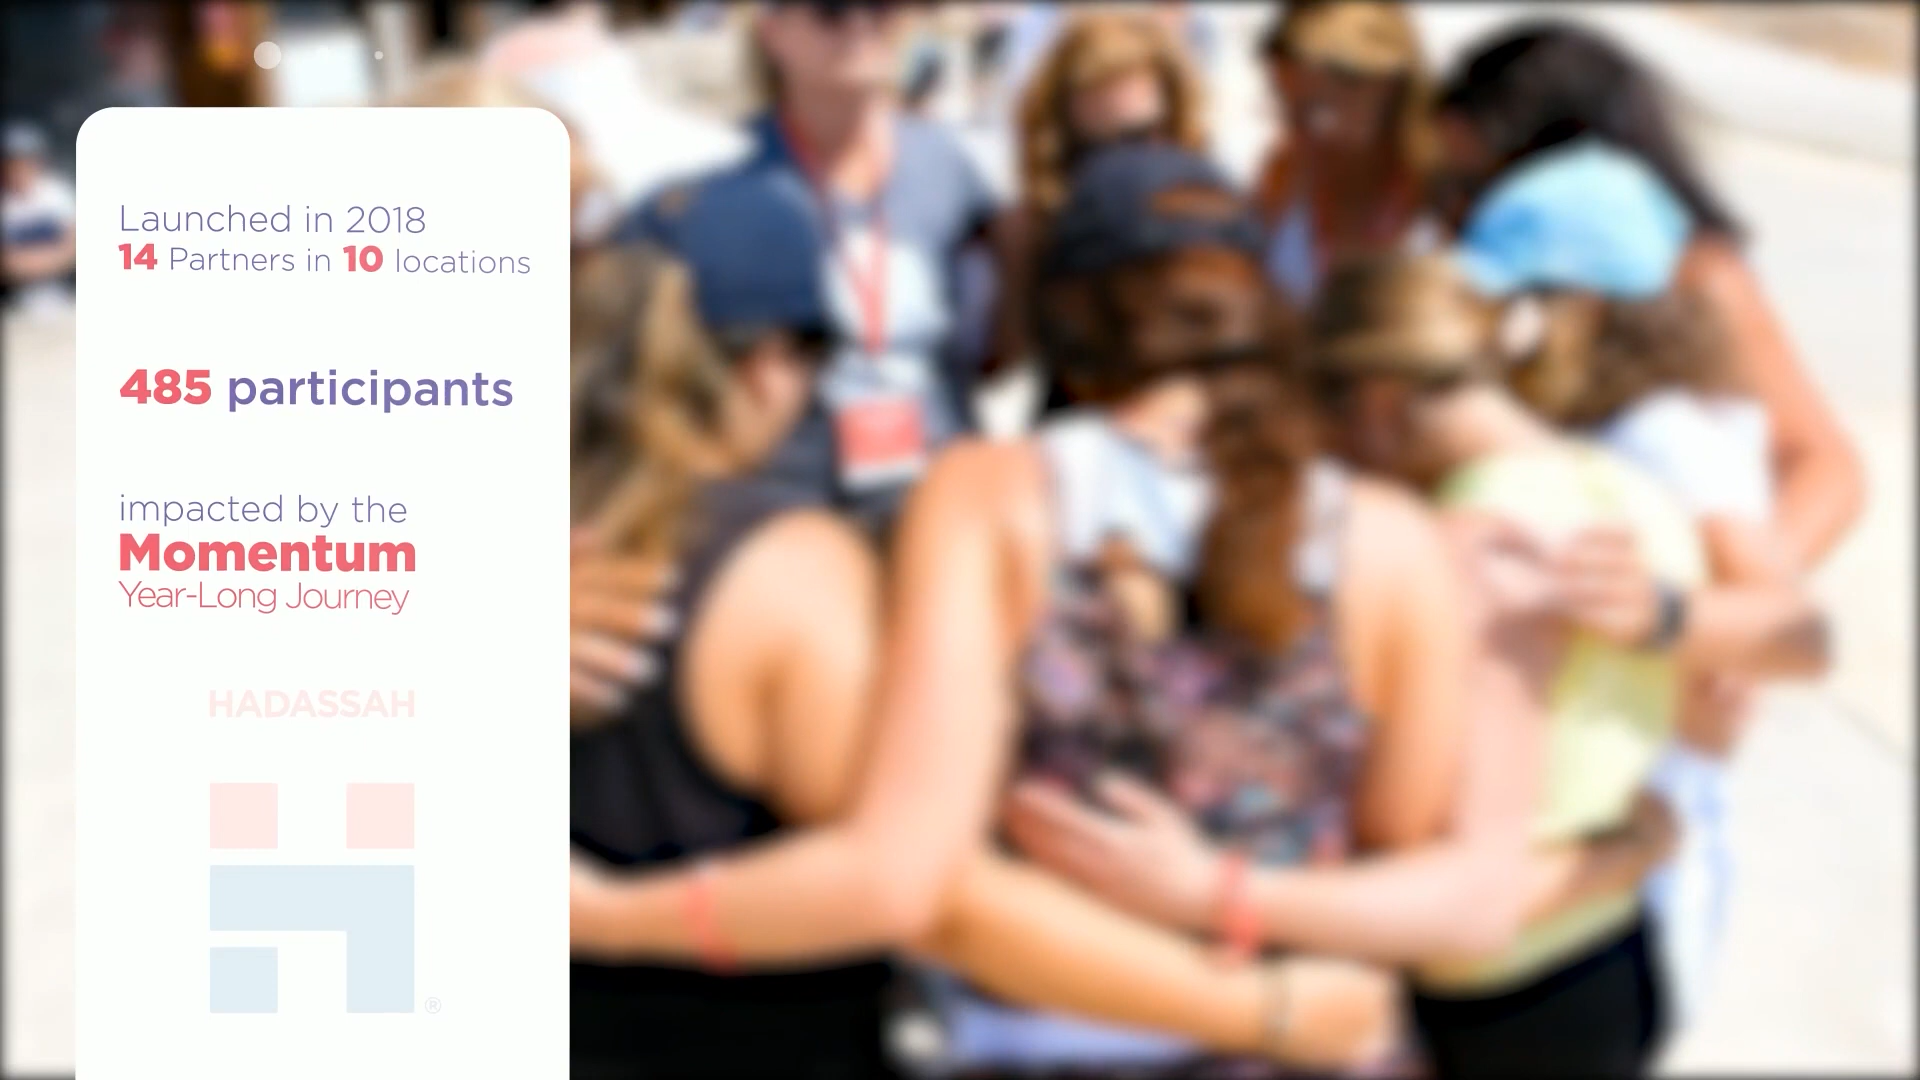 Launched in 2018
14 Partners in 10 locations
485 participants
impacted by the
Momentum
Year-Long Journey
HADASSAH
®